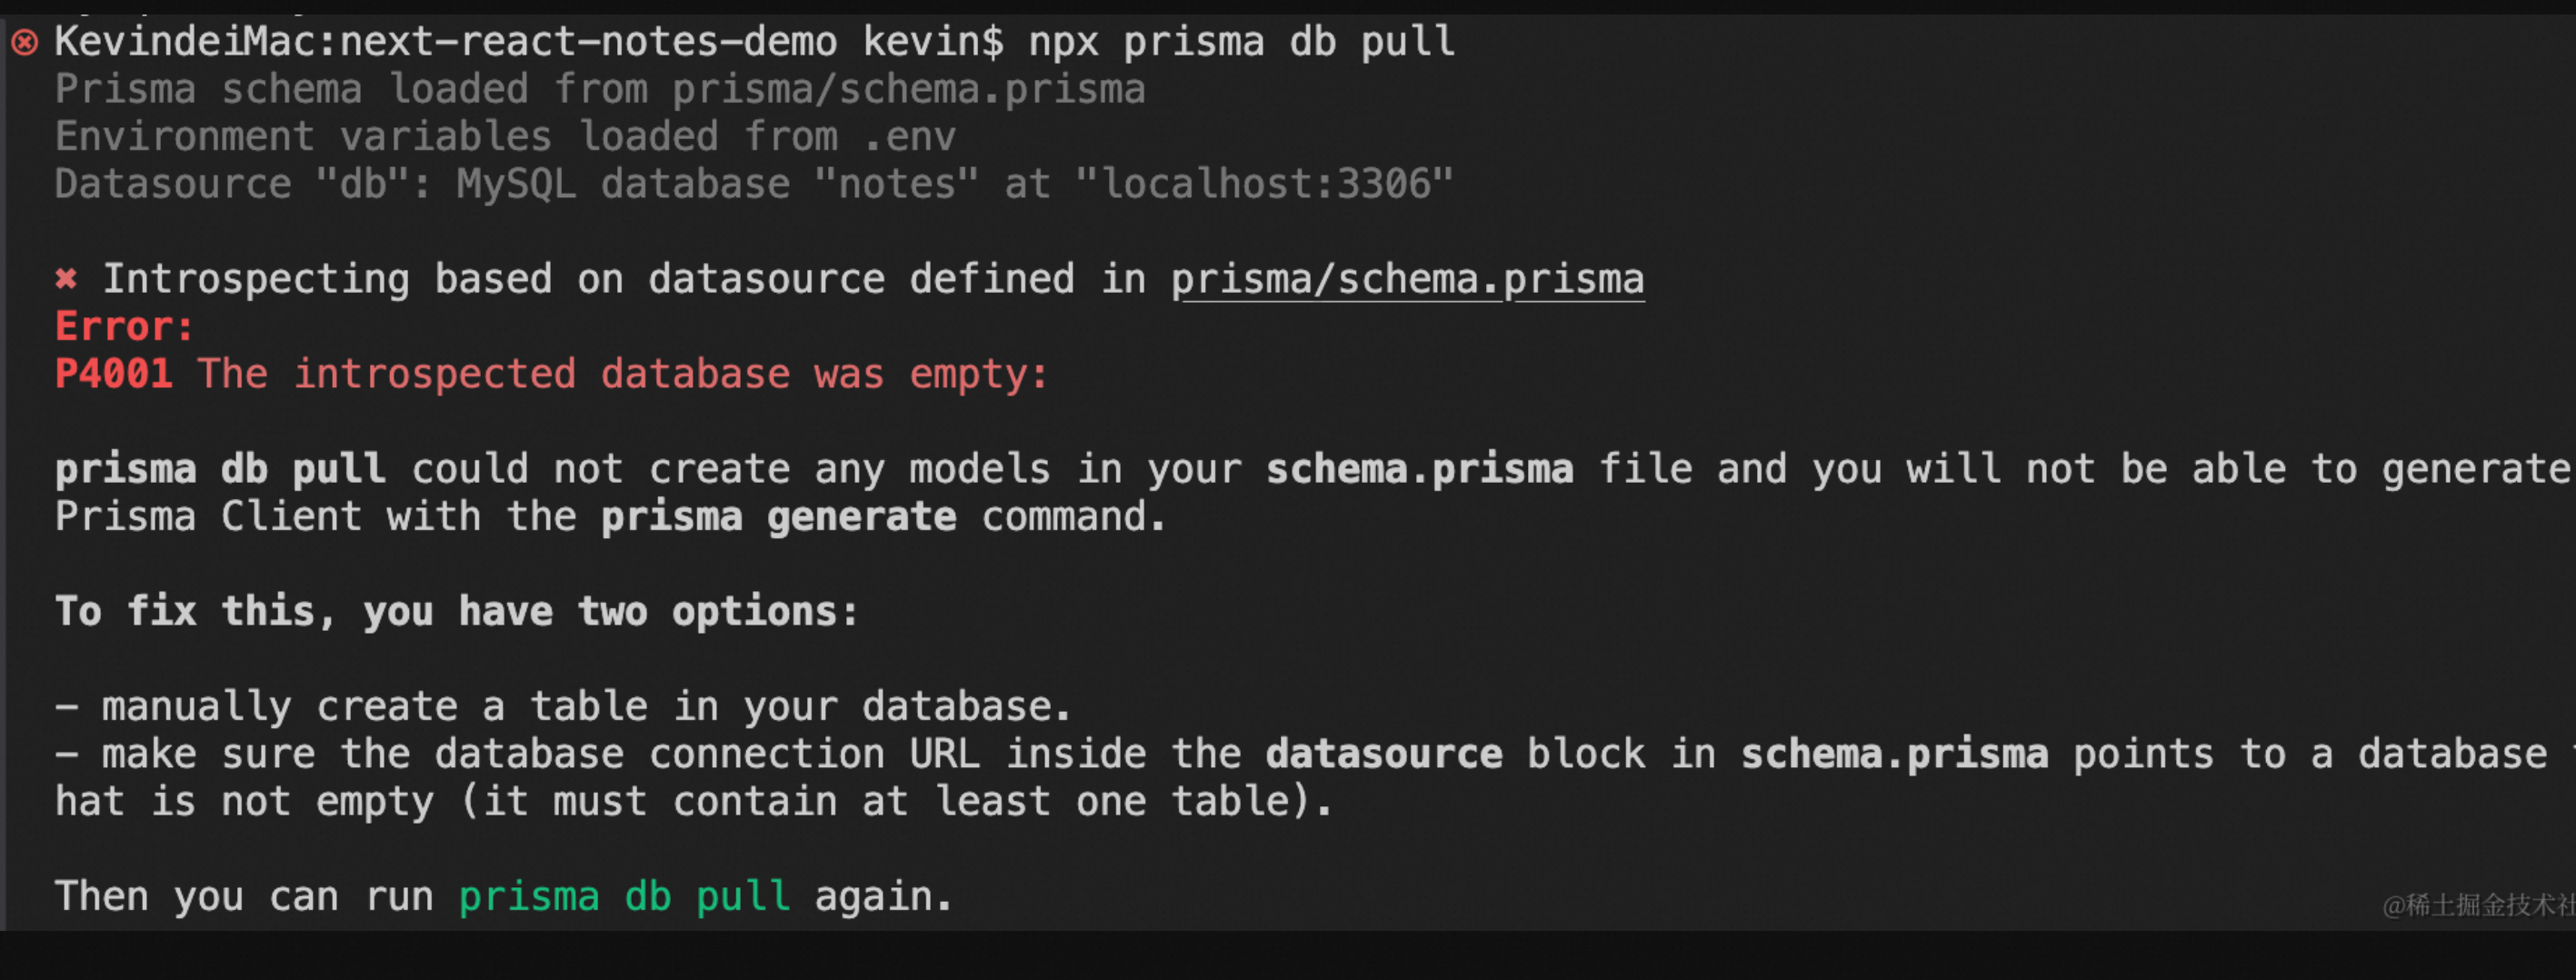 KevindeiMac:next-react-notes-demo kevin$ npx prisma db pull
Prisma schema loaded from prisma/schema.prisma
Environment variables loaded from .env
Datasource "db": MySQL database "notes" at "localhost:3306"
✖ Introspecting based on datasource defined in prisma/schema.prisma
Error:
P4001 The introspected database was empty:
prisma db pull could not create any models in your schema.prisma file and you will not be able to generate
Prisma Client with the prisma generate command.
To fix this, you have two options:
- manually create a table in your database.
- make sure the database connection URL inside the datasource block in schema.prisma points to a database t
hat is not empty (it must contain at least one table).
Then you can run prisma db pull again.
@稀土掘金技术社